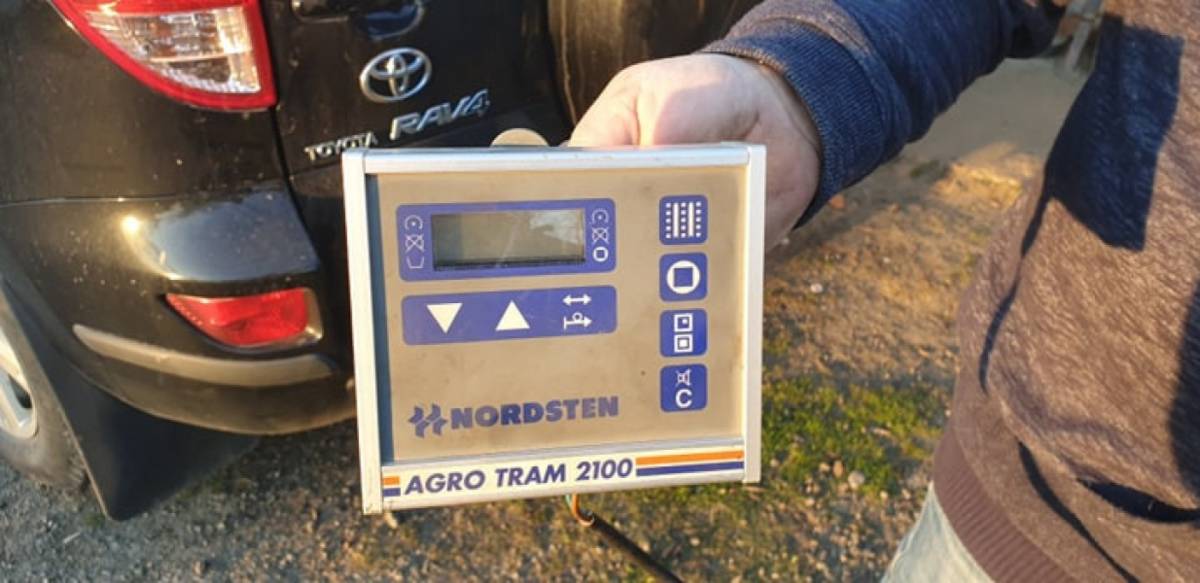 TOYOTA RAV4
C
NORDSTEN
AGRO TRAM 2100